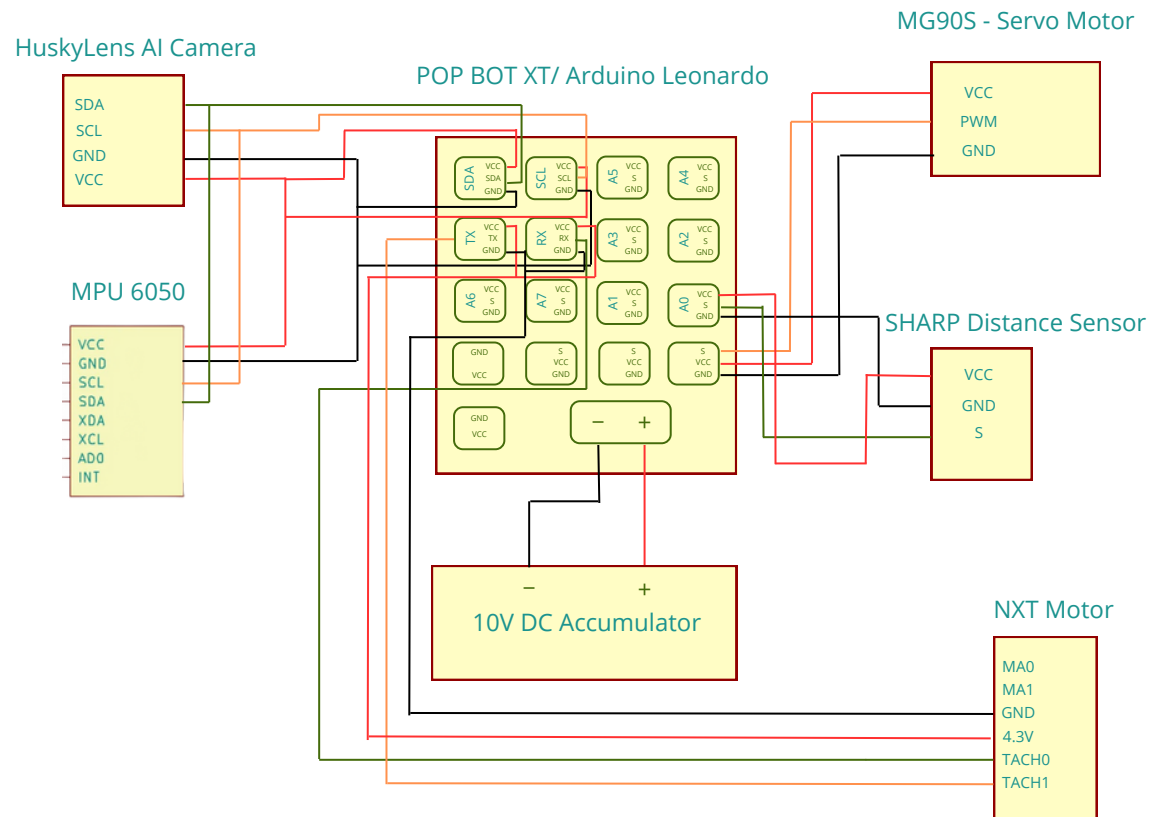 MG90S - Servo Motor
HuskyLens AI Camera
POP BOT XT/ Arduino Leonardo
SDA
SCL
GND
VCC
VCC
PWM
GND
SDA
VCC
SDA
GND
SCL
VCC
SCL
GND
A5
VCC
S
GND
A4
VCC
S
GND
TX
VCC
TX
GND
RX
VCC
RX
GND
A3
VCC
S
GND
A2
VCC
S
GND
A6
VCC
S
GND
A7
VCC
S
GND
A1
VCC
S
GND
A0
VCC
S
GND
GND
VCC
S
VCC
GND
S
VCC
GND
S
VCC
GND
GND
VCC
− +
MPU 6050
VCC
GND
SCL
SDA
XDA
XCL
AD0
INT
SHARP Distance Sensor
VCC
GND
S
− +
10V DC Accumulator
NXT Motor
MA0
MA1
GND
4.3V
TACH0
TACH1